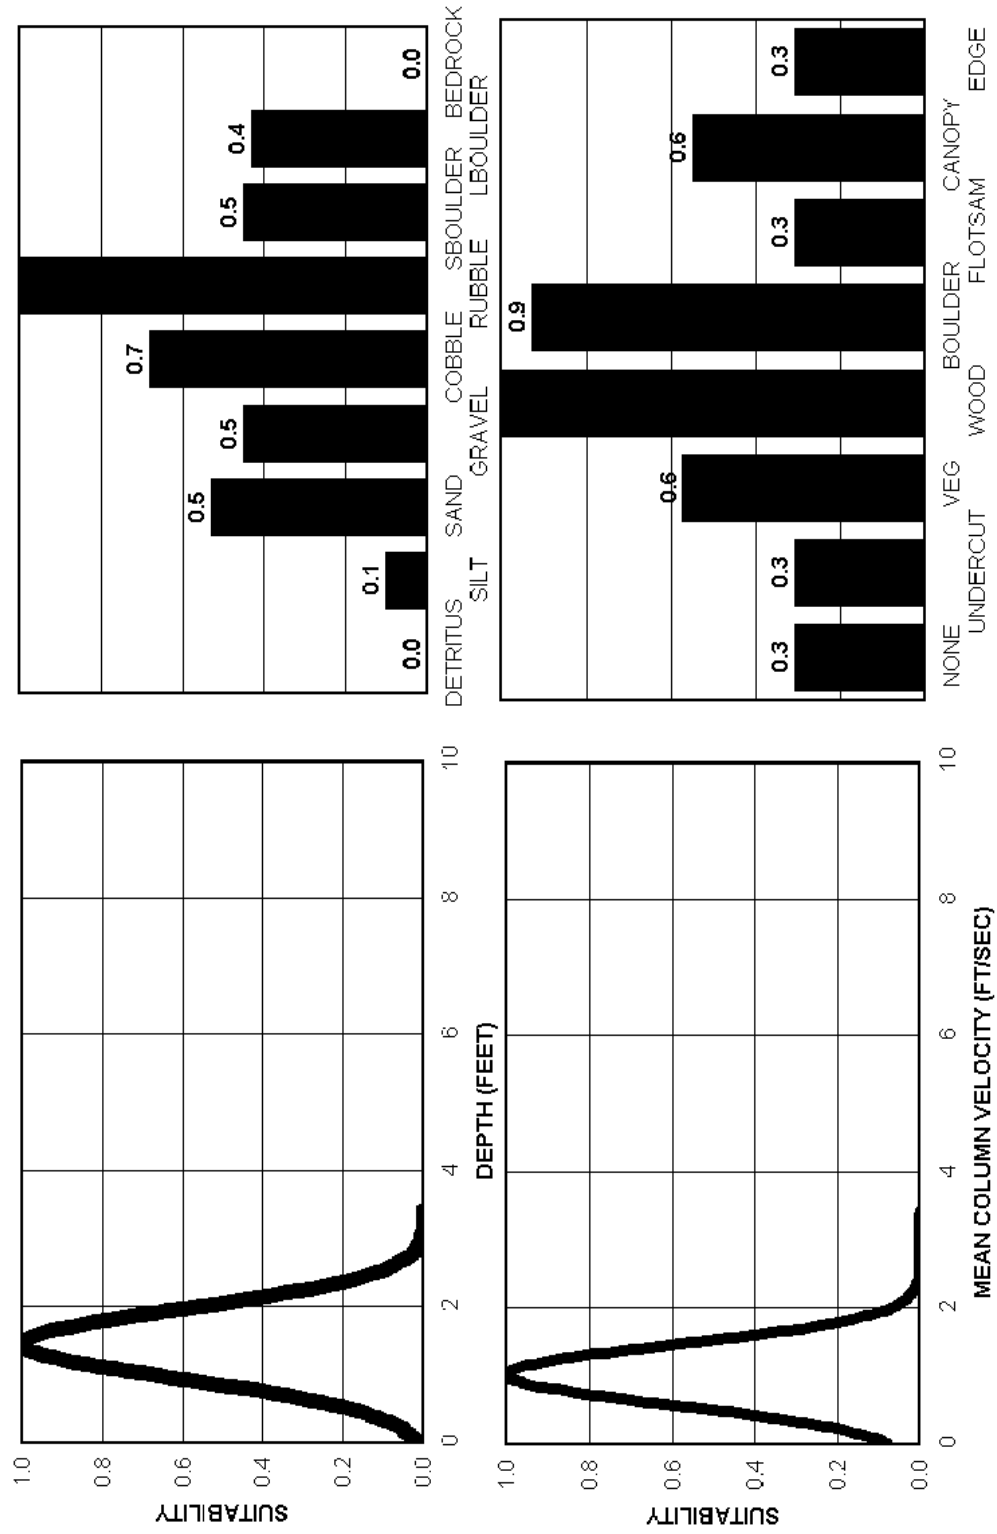 SUITABILITY
1.0
0.8
0.6
0.4
0.2
0.0
0 2 4 6 8 10
DEPTH (FEET)
0.0
0.1
0.5
0.5
0.7
0.5
0.4
0.0
DETRITUS SAND COBBLE SBOULDER BEDROCK
SILT GRAVEL RUBBLE LBOULDER
SUITABILITY
1.0
0.8
0.6
0.4
0.2
0.0
0 2 4 6 8 10
MEAN COLUMN VELOCITY (FT/SEC)
0.3
0.3
0.6
0.9
0.3
0.6
0.3
NONE VEG BOULDER CANOPY
UNDERCUT WOOD FLOTSAM EDGE